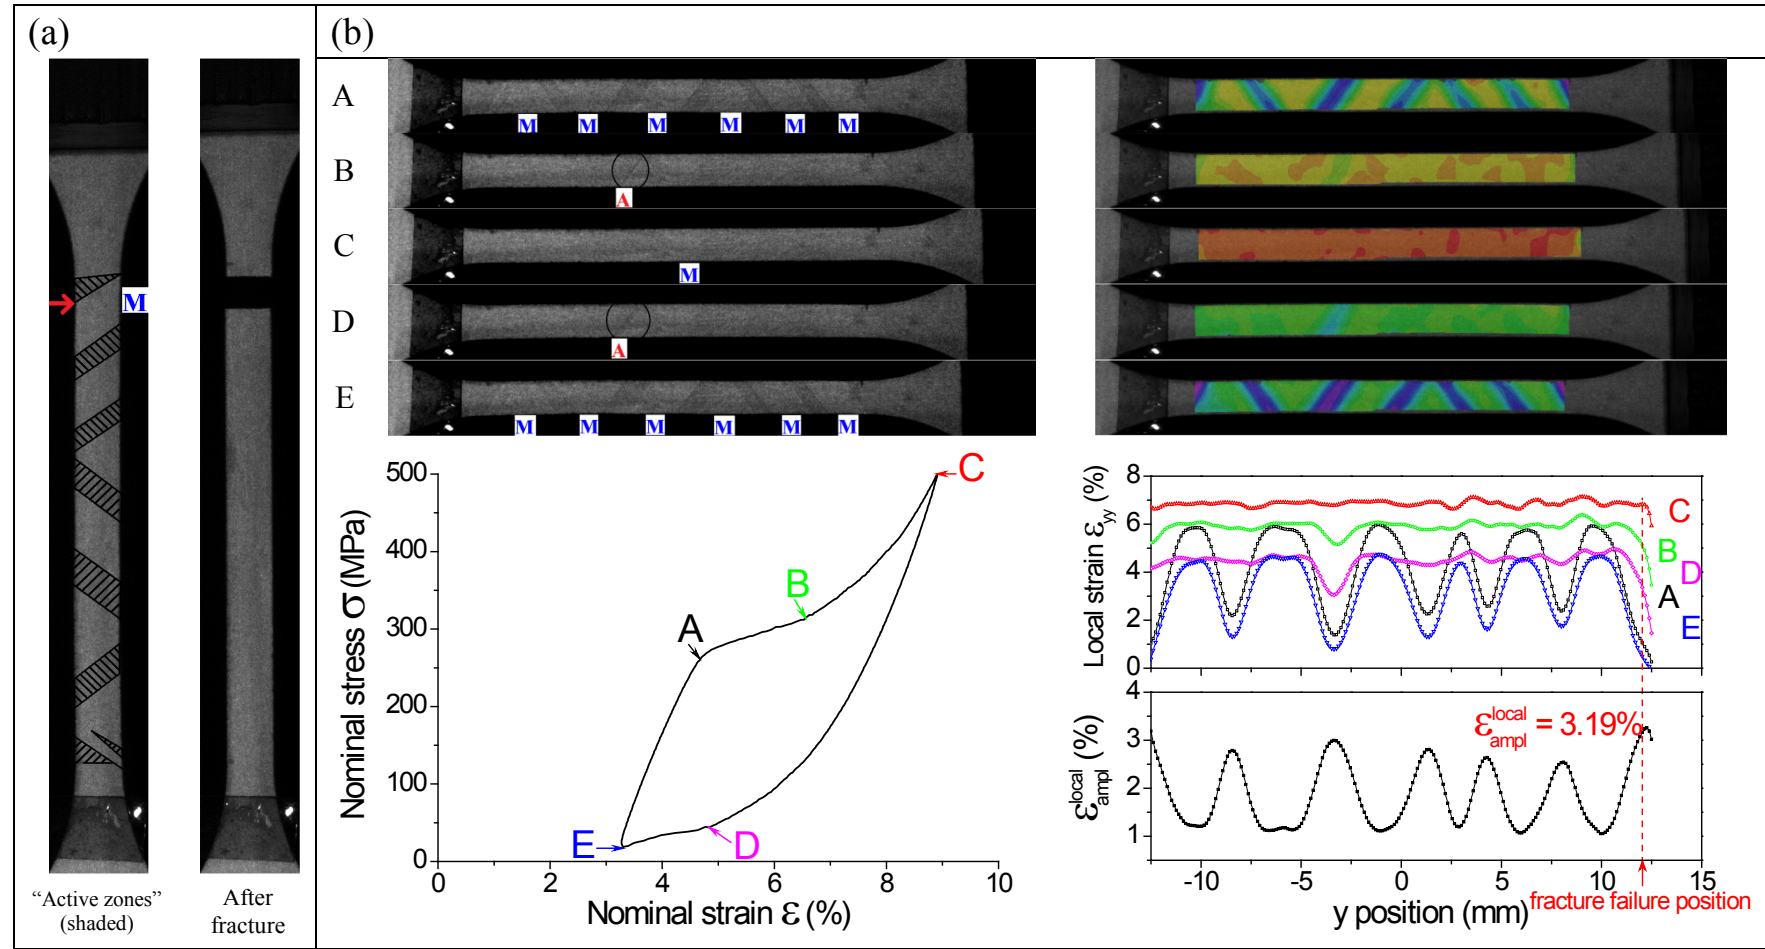 (a)
(b)
A
M M M M M M
B
A
C
M
D
A
E
M M M M M M
M
“Active zones”
(shaded)
After
fracture
Nominal stress σ (MPa)
500
400
300
200
100
0
0 2 4 6 8 10
Nominal strain ε (%)
A
B
C
D
E
Local strain ε_yy (%)
8
6
4
2
0
C
B
D
A
E
ε_ampl^local (%)
4
3
2
1
ε_ampl^local = 3.19%
-10 -5 0 5 10 15
y position (mm)
fracture failure position